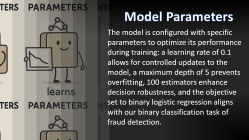 TERS PARAMETERS HY
Model Parameters
The model is configured with specific
parameters to optimize its performance
during training: a learning rate of 0.1
allows for controlled updates to the
model, a maximum depth of 5 prevents
overfitting, 100 estimators enhance
decision robustness, and the objective
set to binary logistic regression aligns
with our binary classification task of
fraud detection.
learns
TERS PARAMETERS HY